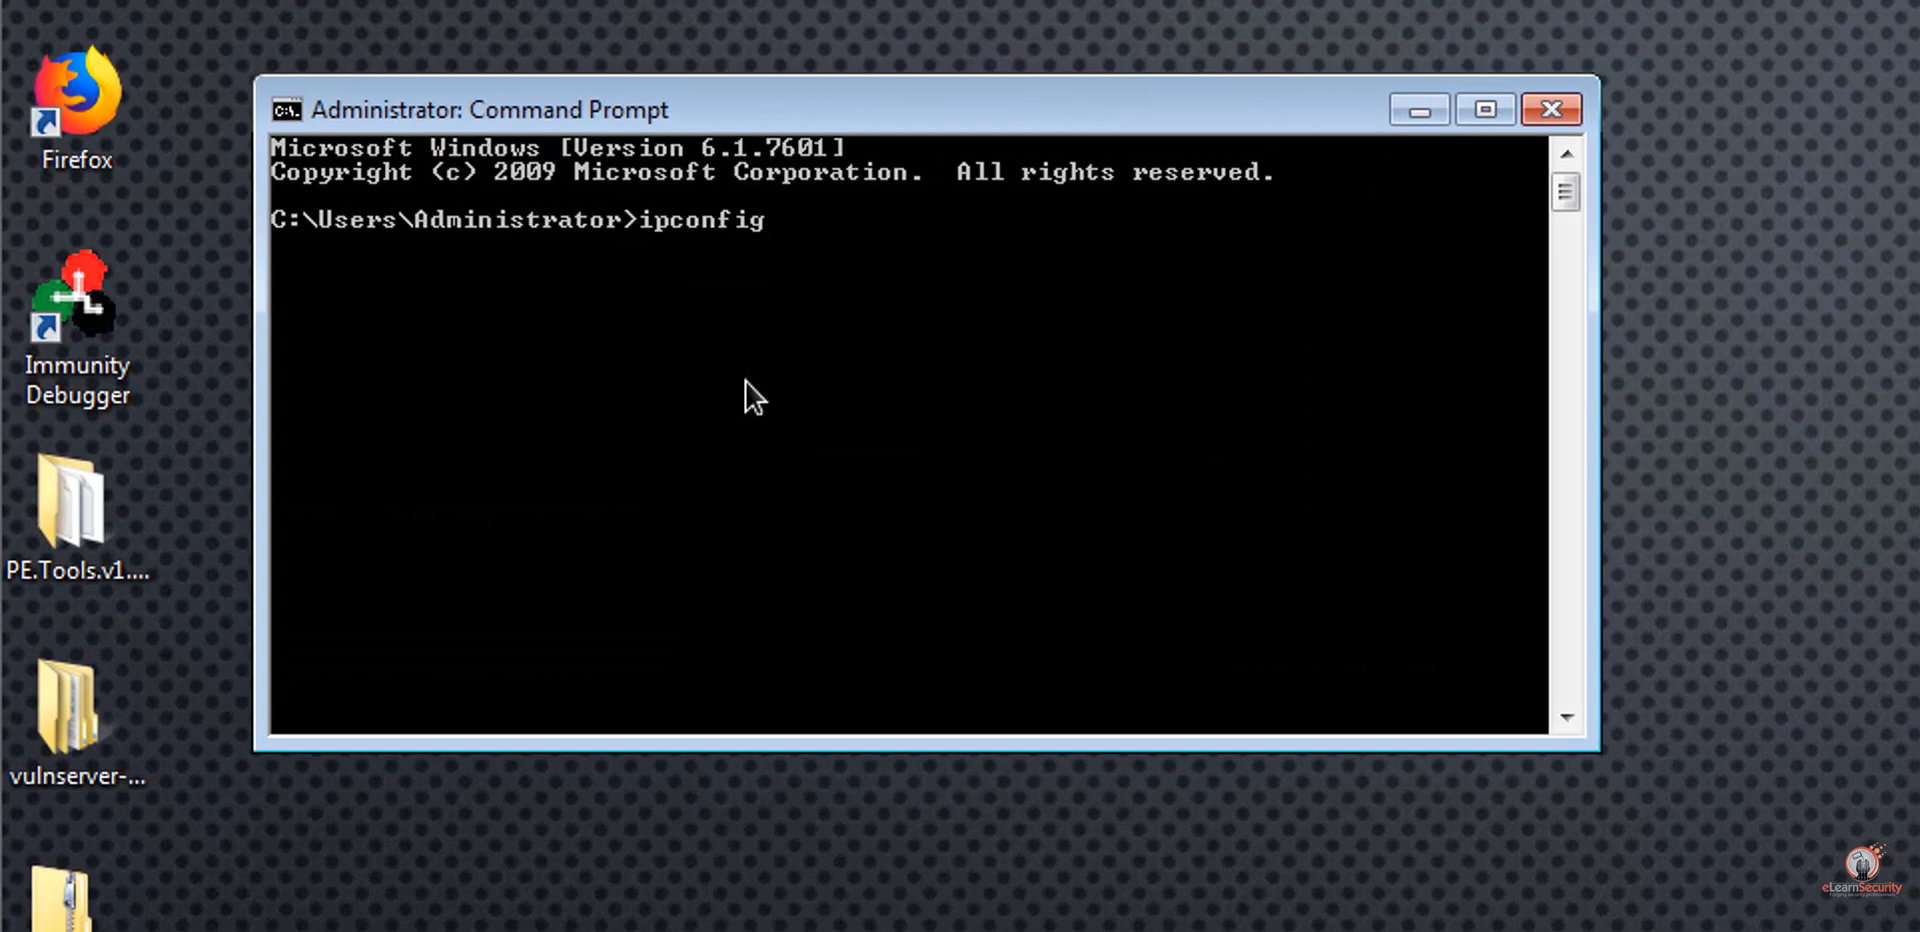 Firefox
Immunity
Debugger
PE.Tools.v1....
vulnserver-...
Administrator: Command Prompt
Microsoft Windows [Version 6.1.7601]
Copyright (c) 2009 Microsoft Corporation.  All rights reserved.
C:\Users\Administrator>ipconfig
eLearnSecurity